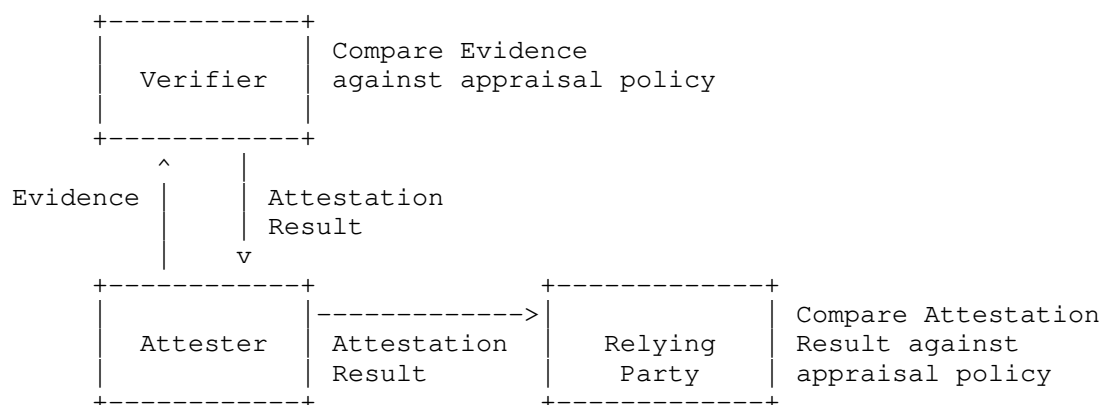 Compare Evidence
Verifier against appraisal policy
Evidence Attestation
Result
Compare Attestation
Attester Attestation Relying Result against
Result Party appraisal policy